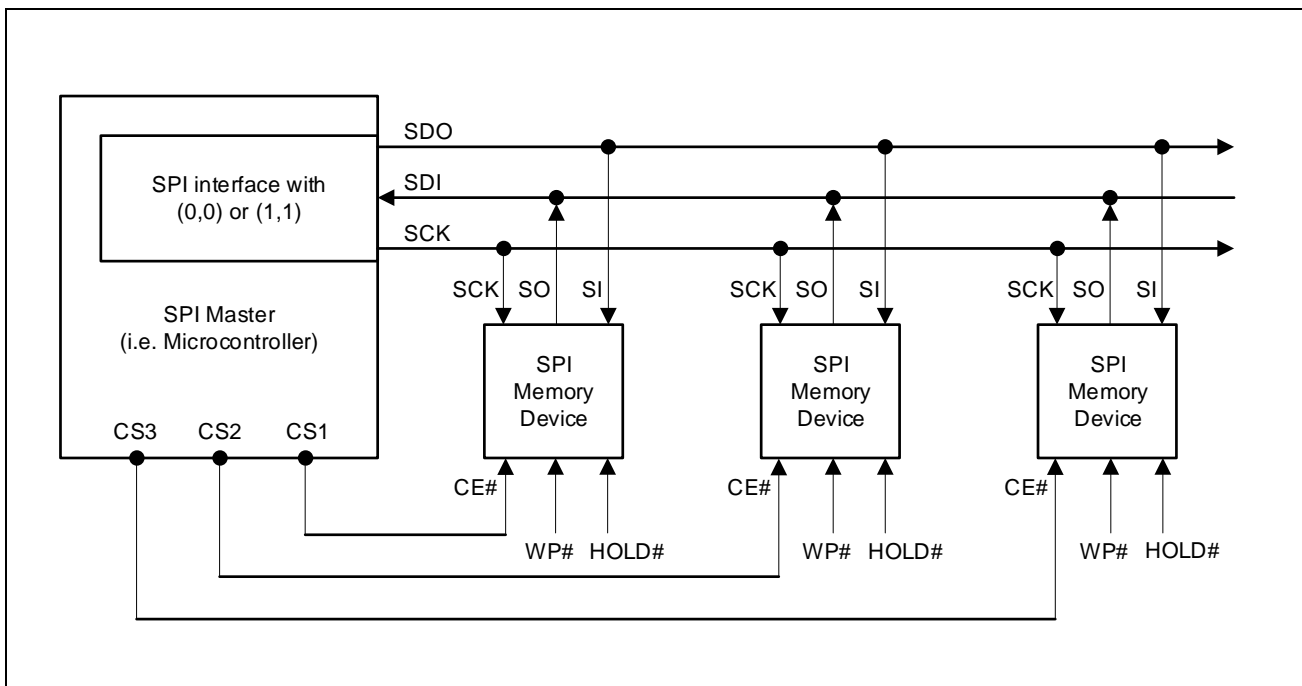 SDO
SPI interface with
(0,0) or (1,1)
SDI
SCK
SPI Master
(i.e. Microcontroller)
SCK SO SI
SCK SO SI
SCK SO SI
SPI
Memory
Device
SPI
Memory
Device
SPI
Memory
Device
CS3 CS2 CS1
CE#
CE#
CE#
WP# HOLD#
WP# HOLD#
WP# HOLD#